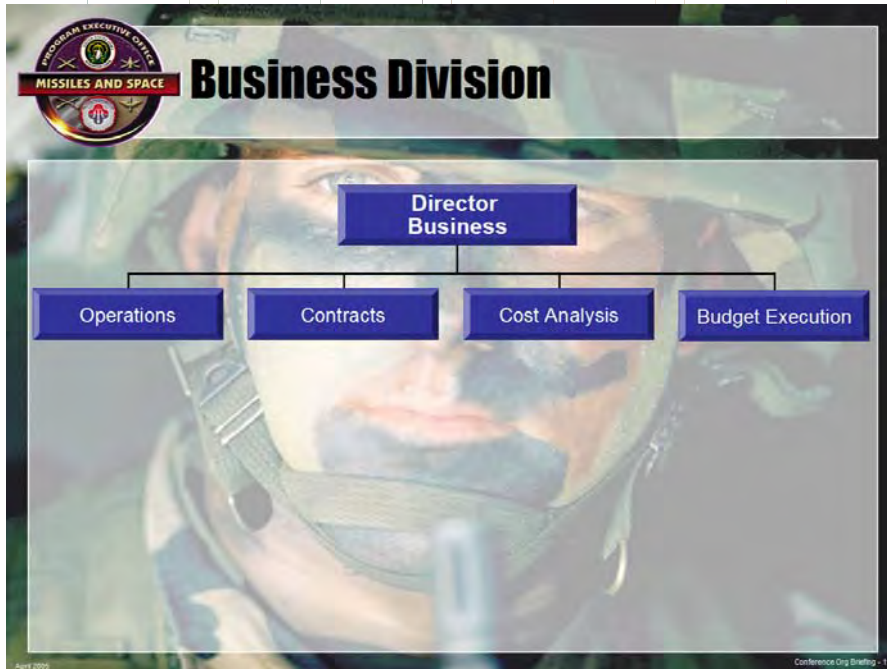 PROGRAM EXECUTIVE OFFICE
MISSILES AND SPACE
Business Division
Director
Business
Operations
Contracts
Cost Analysis
Budget Execution
April 2005
Conference Org Briefing -